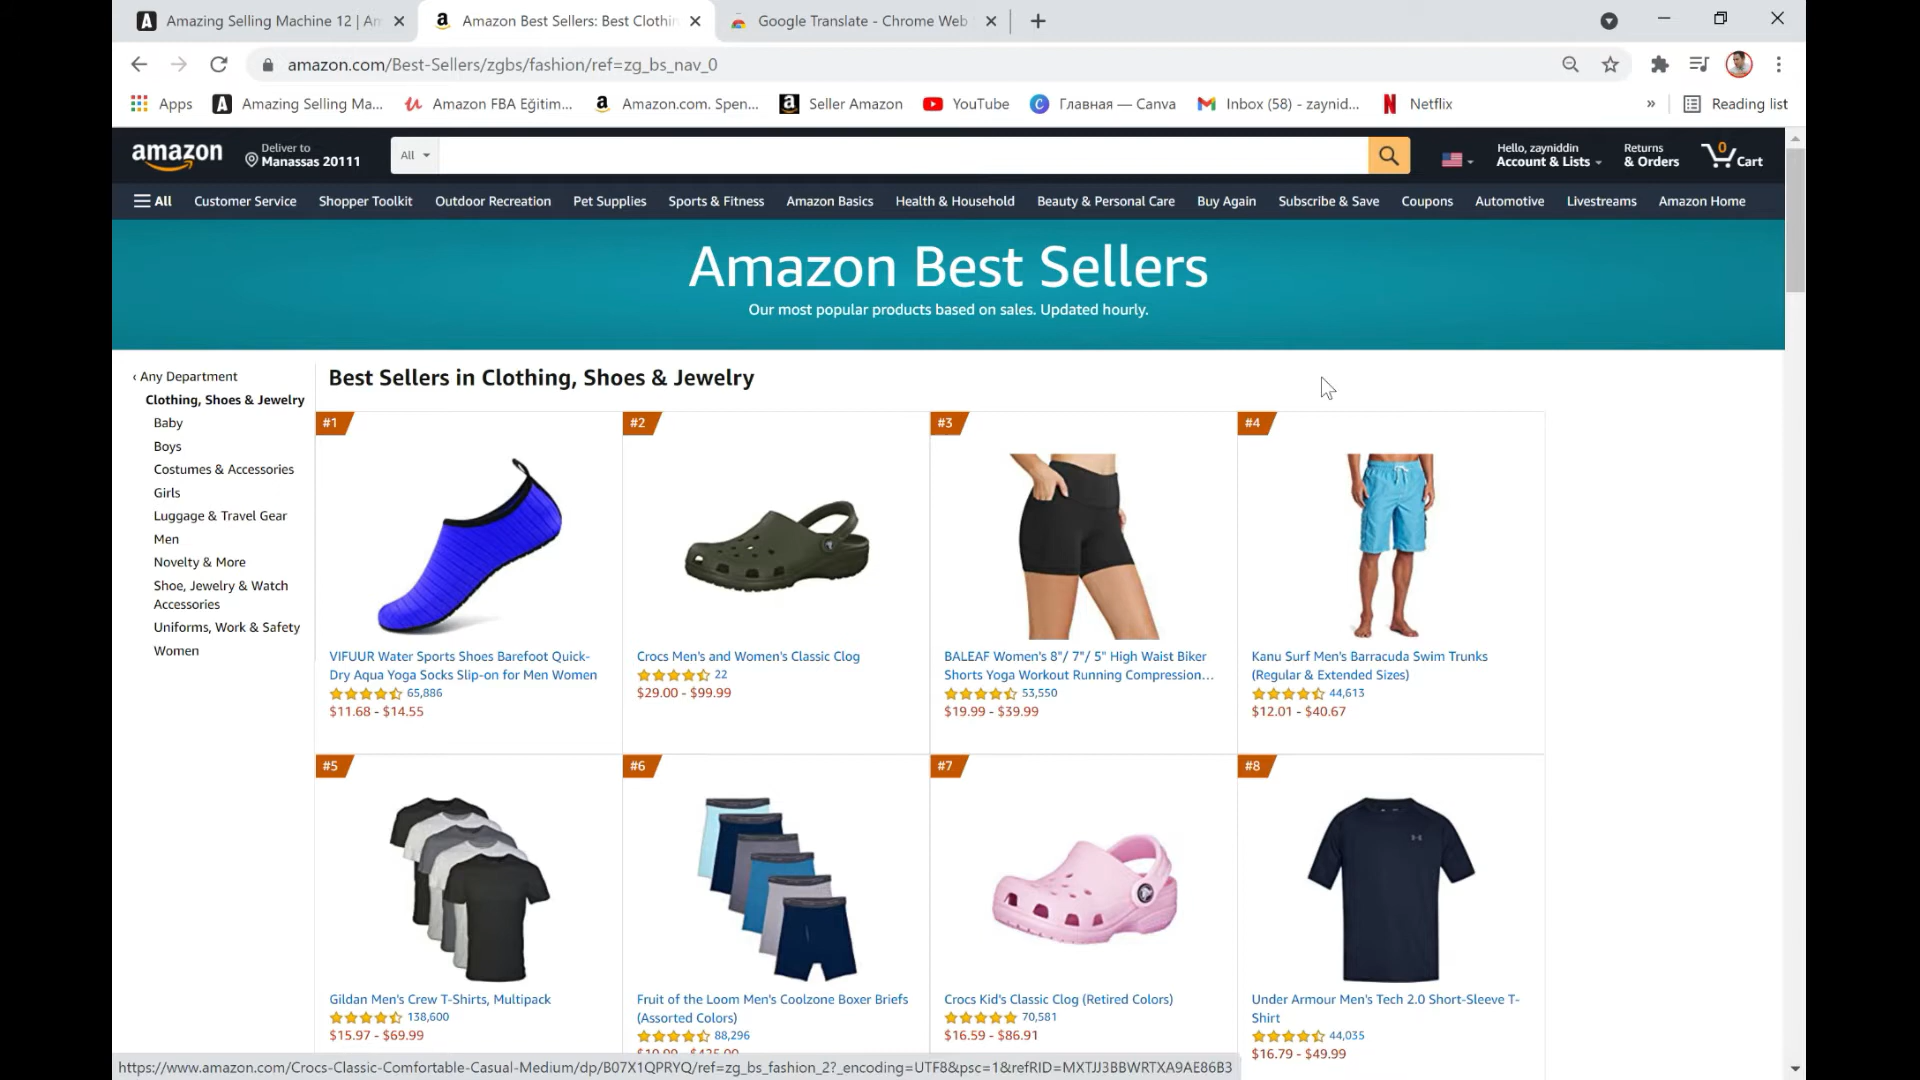 Amazing Selling Machine 12 | Am
Amazon Best Sellers: Best Clothin
Google Translate - Chrome Web
amazon.com/Best-Sellers/zgbs/fashion/ref=zg_bs_nav_0
Apps
Amazing Selling Ma...
Amazon FBA Eğitim...
Amazon.com. Spen...
Seller Amazon
YouTube
Главная — Canva
Inbox (58) - zaynid...
Netflix
»
Reading list
amazon
Deliver to
Manassas 20111
All
Hello, zayniddin
Account & Lists
Returns
& Orders
0
Cart
All
Customer Service
Shopper Toolkit
Outdoor Recreation
Pet Supplies
Sports & Fitness
Amazon Basics
Health & Household
Beauty & Personal Care
Buy Again
Subscribe & Save
Coupons
Automotive
Livestreams
Amazon Home
Amazon Best Sellers
Our most popular products based on sales. Updated hourly.
‹ Any Department
Clothing, Shoes & Jewelry
Baby
Boys
Costumes & Accessories
Girls
Luggage & Travel Gear
Men
Novelty & More
Shoe, Jewelry & Watch
Accessories
Uniforms, Work & Safety
Women
Best Sellers in Clothing, Shoes & Jewelry
#1
VIFUUR Water Sports Shoes Barefoot Quick-
Dry Aqua Yoga Socks Slip-on for Men Women
65,886
$11.68 - $14.55
#2
Crocs Men's and Women's Classic Clog
22
$29.00 - $99.99
#3
BALEAF Women's 8"/ 7"/ 5" High Waist Biker
Shorts Yoga Workout Running Compression...
53,550
$19.99 - $39.99
#4
Kanu Surf Men's Barracuda Swim Trunks
(Regular & Extended Sizes)
44,613
$12.01 - $40.67
#5
Gildan Men's Crew T-Shirts, Multipack
138,600
$15.97 - $69.99
#6
Fruit of the Loom Men's Coolzone Boxer Briefs
(Assorted Colors)
88,296
#7
Crocs Kid's Classic Clog (Retired Colors)
70,581
$16.59 - $86.91
#8
Under Armour Men's Tech 2.0 Short-Sleeve T-
Shirt
44,035
$16.79 - $49.99
https://www.amazon.com/Crocs-Classic-Comfortable-Casual-Medium/dp/B07X1QPRYQ/ref=zg_bs_fashion_2?_encoding=UTF8&psc=1&refRID=MXTJJ3BBWRTXA9AE86B3